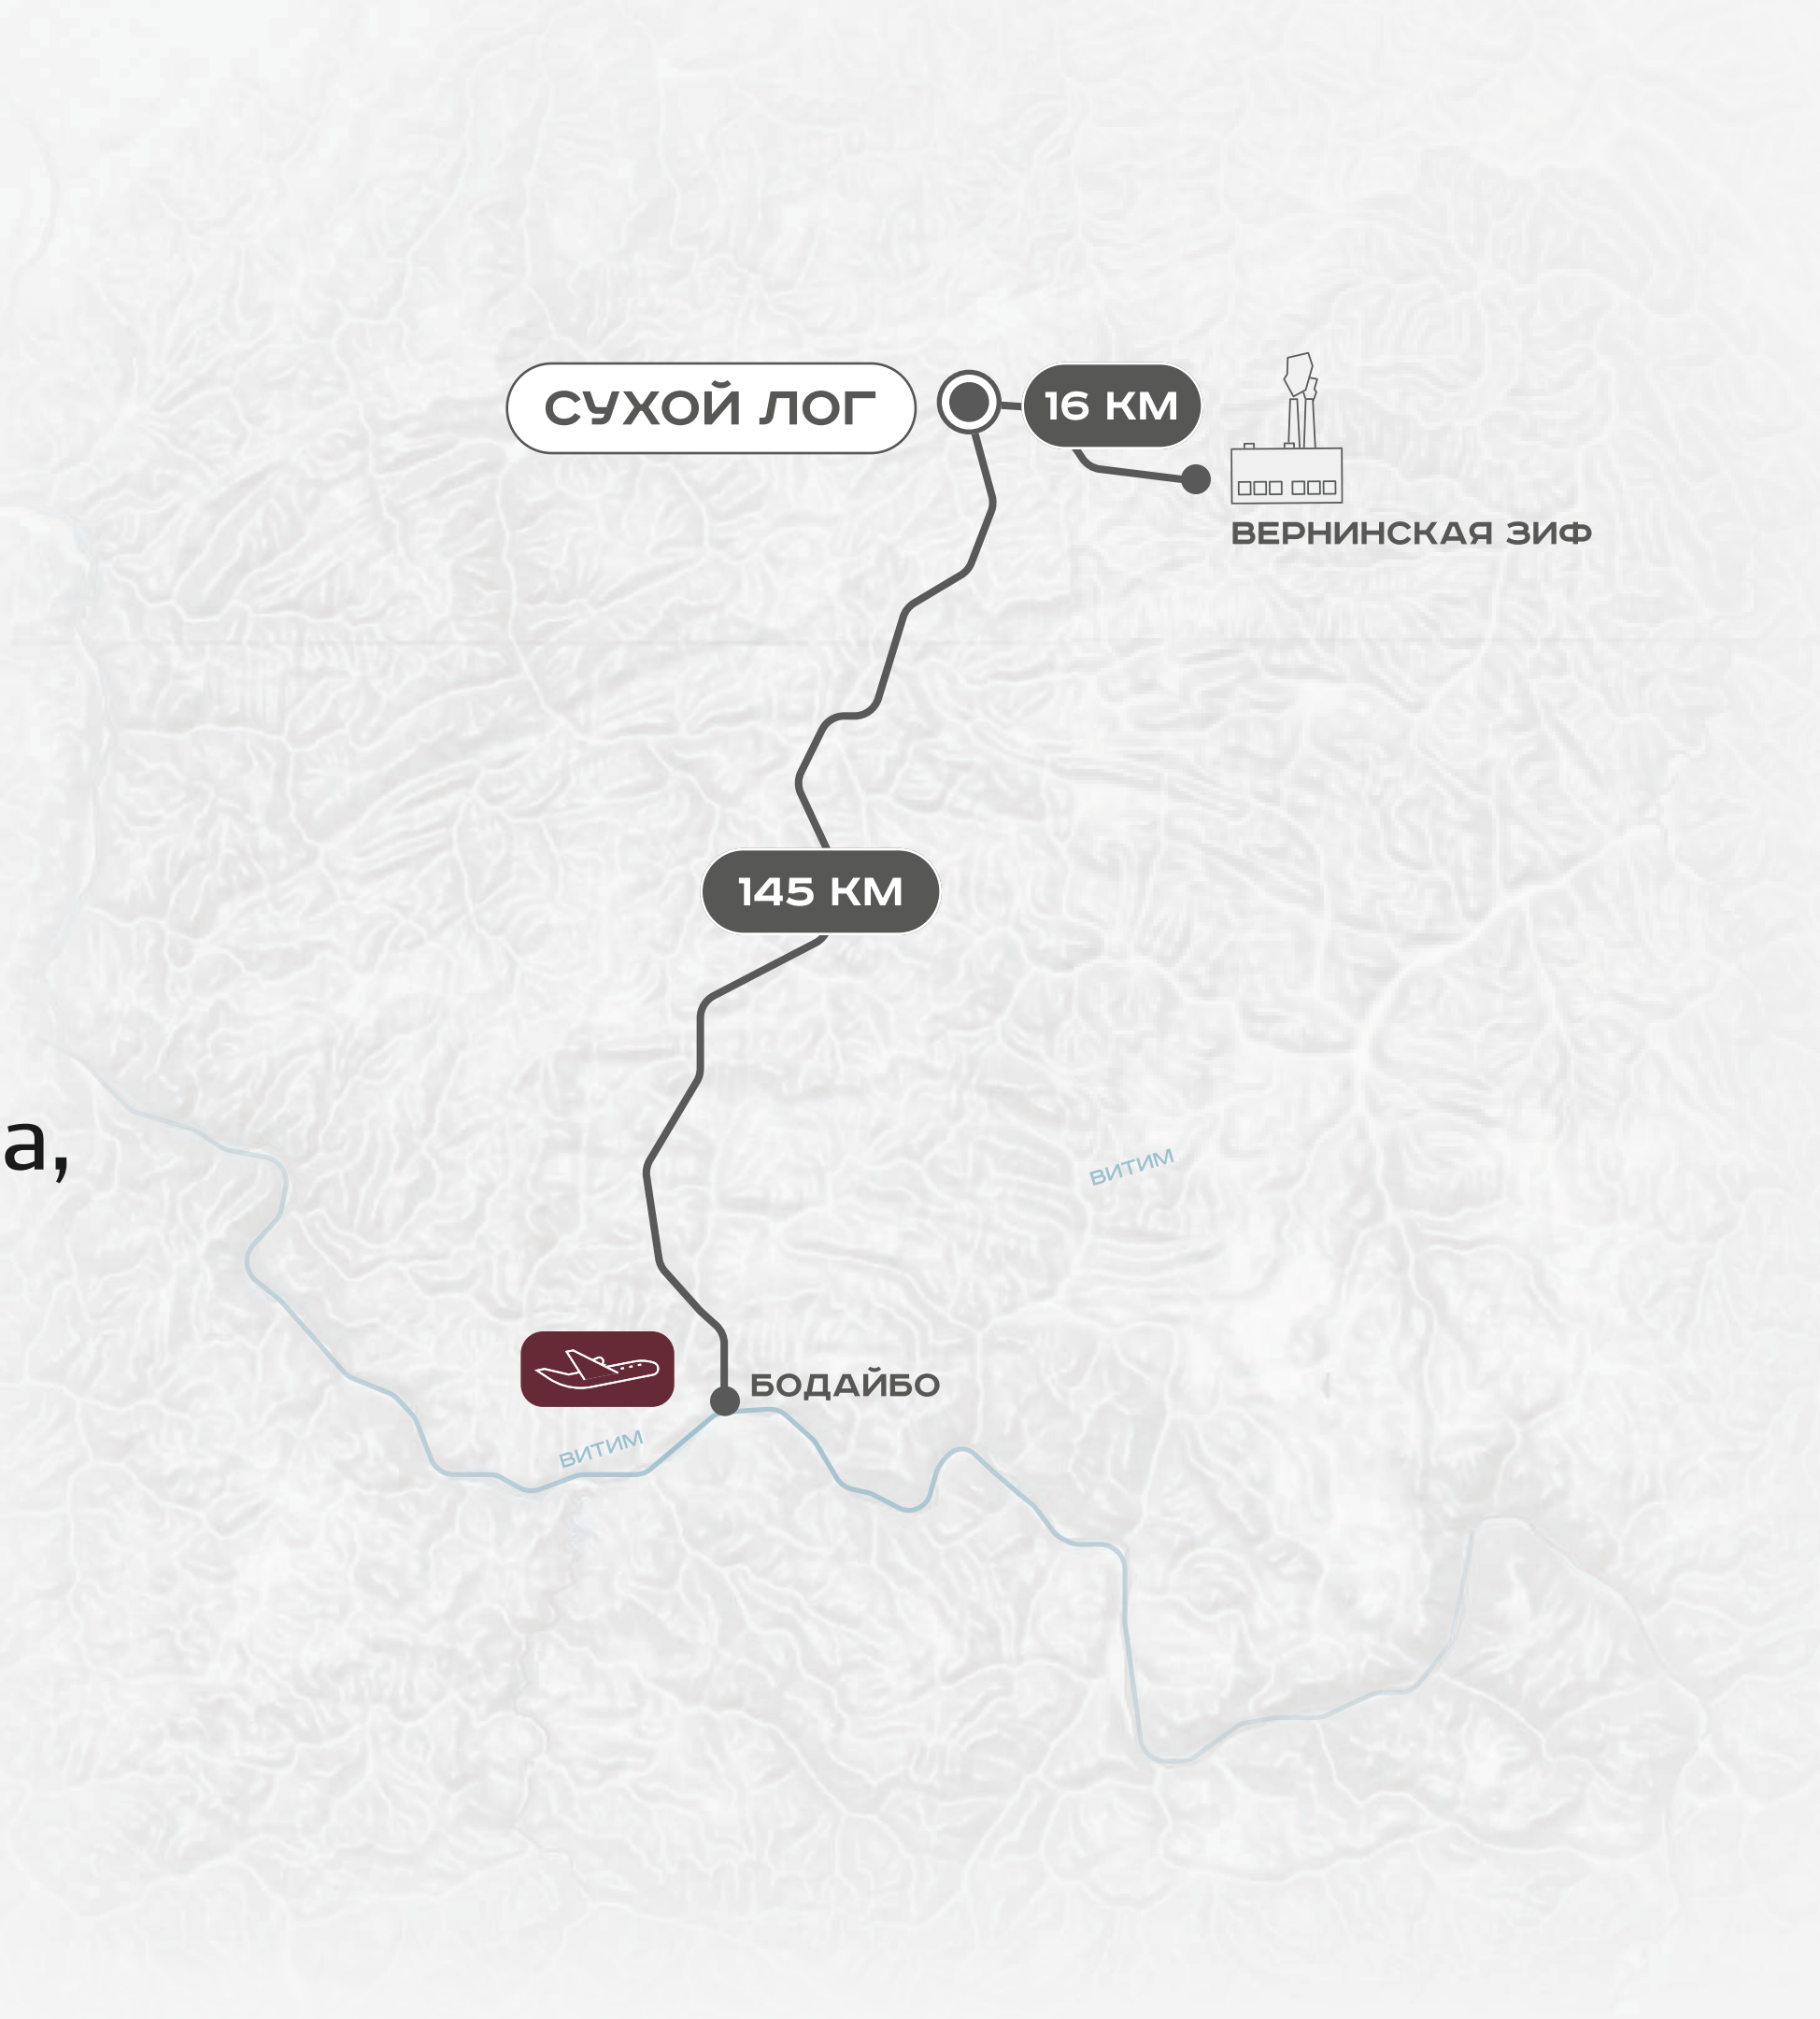 СУХОЙ ЛОГ
16 КМ
ВЕРНИНСКАЯ ЗИФ
145 КМ
а,
ВИТИМ
БОДАЙБО
ВИТИМ